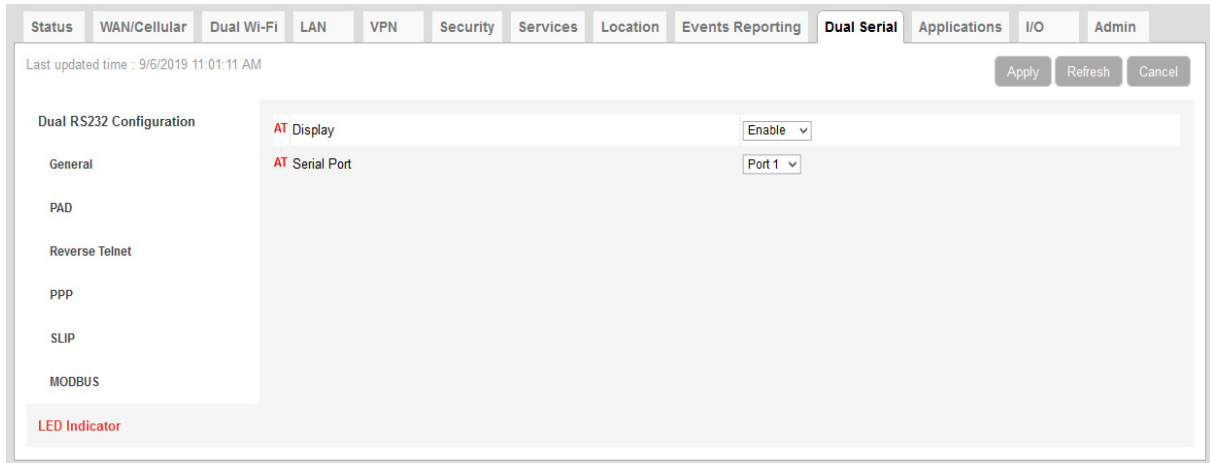 Status WAN/Cellular Dual Wi-Fi LAN VPN Security Services Location Events Reporting Dual Serial Applications I/O Admin
Last updated time : 9/6/2019 11:01:11 AM
Apply Refresh Cancel
Dual RS232 Configuration
General
PAD
Reverse Telnet
PPP
SLIP
MODBUS
LED Indicator
AT Display Enable
AT Serial Port Port 1